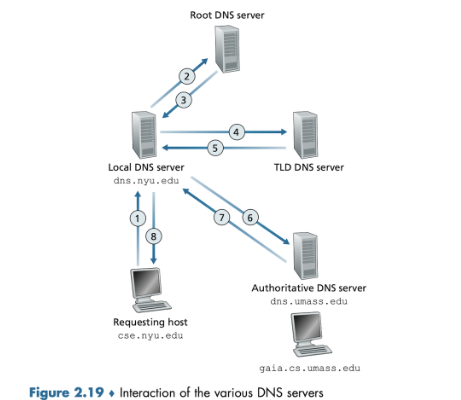 Root DNS server
2
3
4
5
Local DNS server
dns.nyu.edu
TLD DNS server
1
8
7
6
Authoritative DNS server
dns.umass.edu
Requesting host
cse.nyu.edu
gaia.cs.umass.edu
Figure 2.19 ♦ Interaction of the various DNS servers